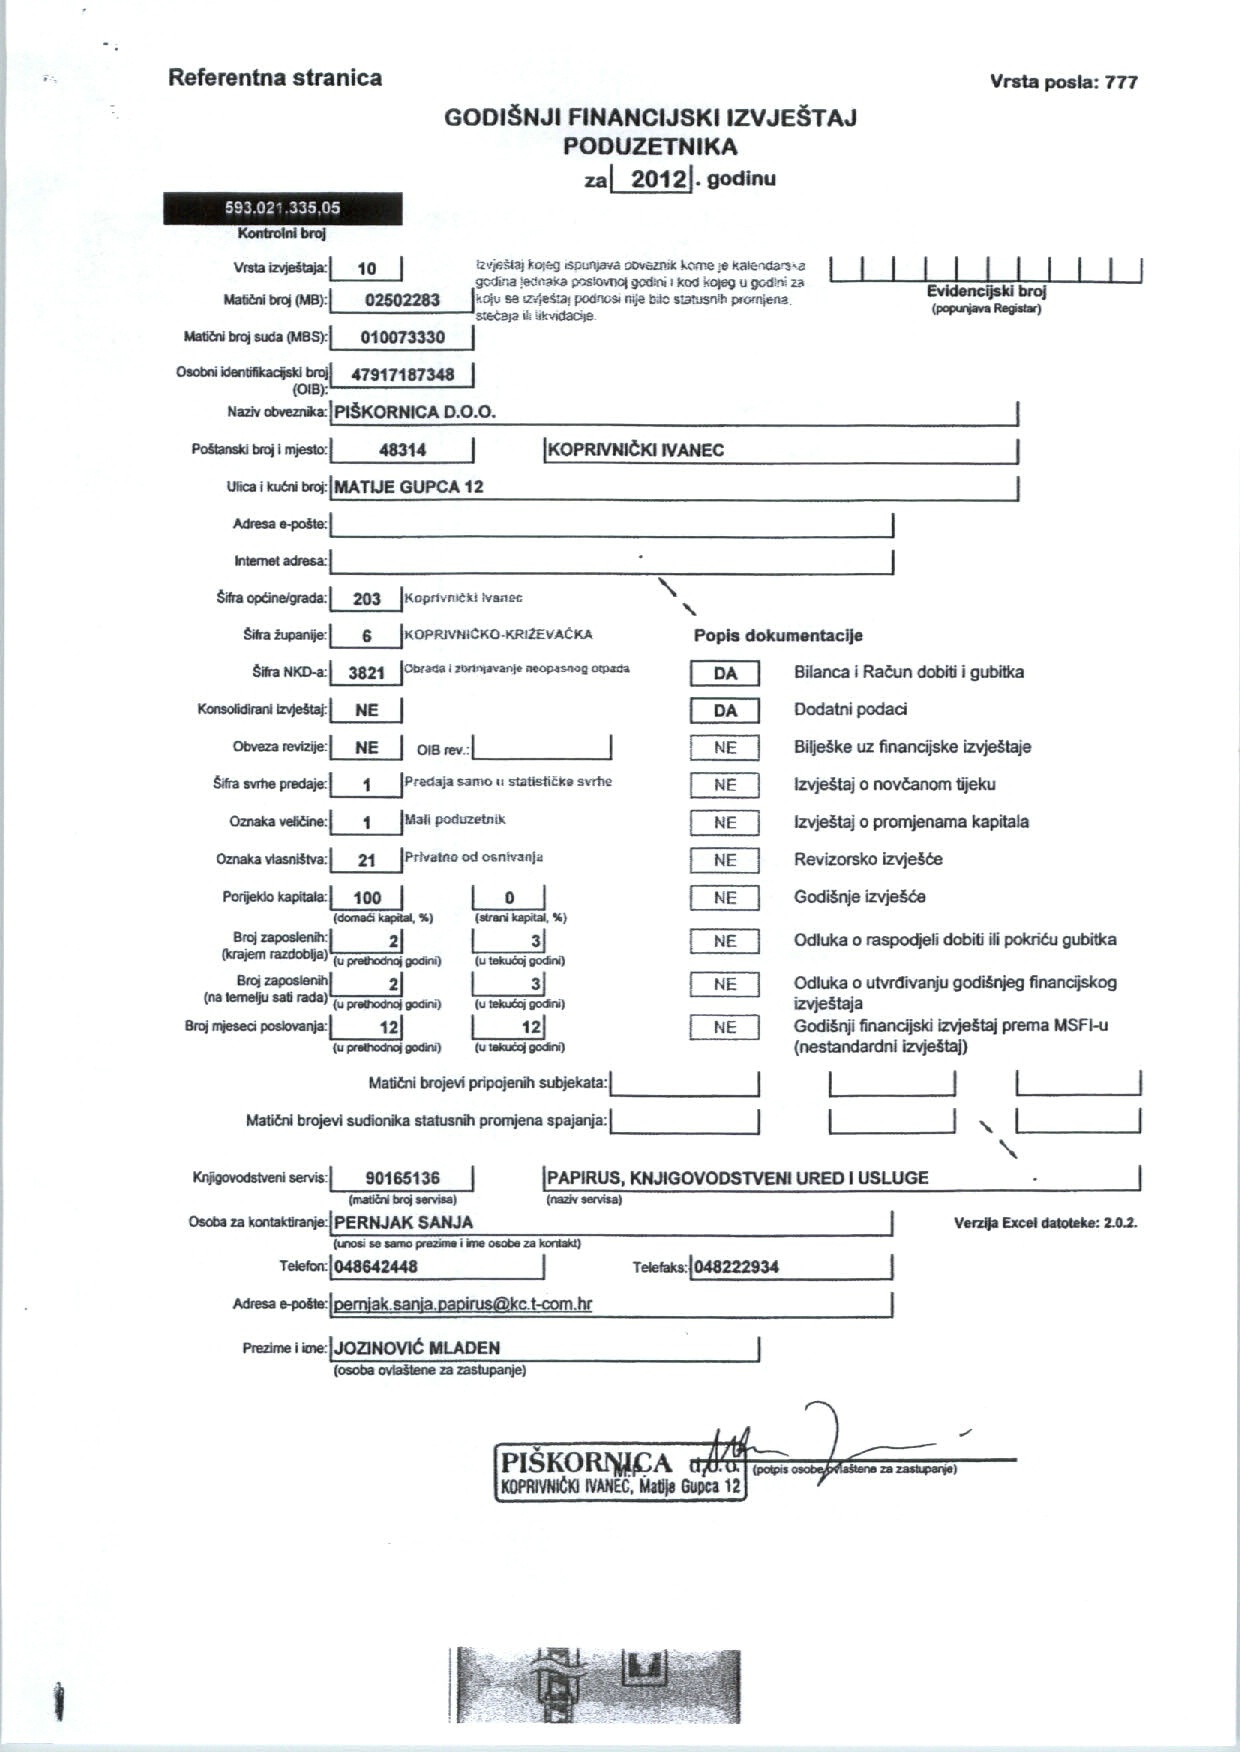 Referentna stranica
Vrsta posla: 777
GODIŠNJI FINANCIJSKI IZVJEŠTAJ
PODUZETNIKA
za 2012. godinu
593.021.335,05
Kontrolni broj
Vrsta izvještaja: 10
Izvještaj kojeg ispunjava obveznik kome je kalendarska
godina jednaka poslovnoj godini i kod kojeg u godini za
koju se izvještaj podnosi nije bilo statusnih promjena,
stečaja ili likvidacije.
Evidencijski broj
(popunjava Registar)
Matični broj (MB): 02502283
Matični broj suda (MBS): 010073330
Osobni identifikacijski broj
(OIB): 47917187348
Naziv obveznika: PIŠKORNICA D.O.O.
Poštanski broj i mjesto: 48314 KOPRIVNIČKI IVANEC
Ulica i kućni broj: MATIJE GUPCA 12
Adresa e-pošte:
Internet adresa:
Šifra općine/grada: 203 Koprivnički Ivanec
Šifra županije: 6 KOPRIVNIČKO-KRIŽEVAČKA
Popis dokumentacije
Šifra NKD-a: 3821 Obrada i zbrinjavanje neopasnog otpada
DA Bilanca i Račun dobiti i gubitka
Konsolidirani izvještaj: NE
DA Dodatni podaci
Obveza revizije: NE OIB rev.:
NE Bilješke uz financijske izvještaje
Šifra svrhe predaje: 1 Predaja samo u statističke svrhe
NE Izvještaj o novčanom tijeku
Oznaka veličine: 1 Mali poduzetnik
NE Izvještaj o promjenama kapitala
Oznaka vlasništva: 21 Privatno od osnivanja
NE Revizorsko izvješće
Porijeklo kapitala: 100 0
(domaći kapital, %) (strani kapital, %)
NE Godišnje izvješće
Broj zaposlenih: 2 3
(krajem razdoblja) (u prethodnoj godini) (u tekućoj godini)
NE Odluka o raspodjeli dobiti ili pokriću gubitka
Broj zaposlenih 2 3
(na temelju sati rada) (u prethodnoj godini) (u tekućoj godini)
NE Odluka o utvrđivanju godišnjeg financijskog
izvještaja
Broj mjeseci poslovanja: 12 12
(u prethodnoj godini) (u tekućoj godini)
NE Godišnji financijski izvještaj prema MSFI-u
(nestandardni izvještaj)
Matični brojevi pripojenih subjekata:
Matični brojevi sudionika statusnih promjena spajanja:
Knjigovodstveni servis: 90165136 PAPIRUS, KNJIGOVODSTVENI URED I USLUGE
(matični broj servisa) (naziv servisa)
Osoba za kontaktiranje: PERNJAK SANJA
Verzija Excel datoteke: 2.0.2.
(unosi se samo prezime i ime osobe za kontakt)
Telefon: 048642448 Telefaks: 048222934
Adresa e-pošte: pernjak.sanja.papirus@kc.t-com.hr
Prezime i ime: JOZINOVIĆ MLADEN
(osoba ovlaštene za zastupanje)
PIŠKORNICA d.o.o.
M.P.
(potpis osobe ovlaštene za zastupanje)
KOPRIVNIČKI IVANEC, Matije Gupca 12